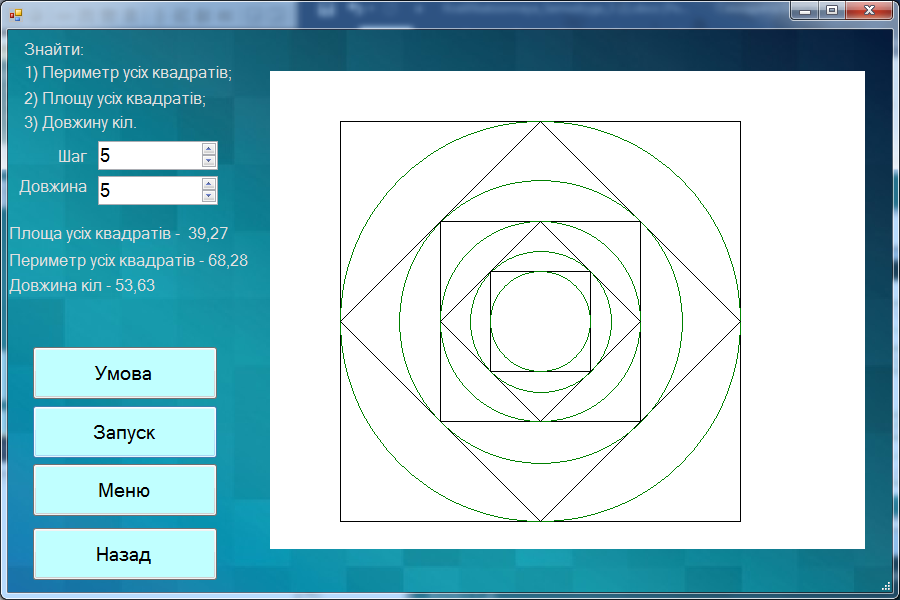 Знайти:
1) Периметр усіх квадратів;
2) Площу усіх квадратів;
3) Довжину кіл.
Шаг 5
Довжина 5
Площа усіх квадратів - 39,27
Периметр усіх квадратів - 68,28
Довжина кіл - 53,63
Умова
Запуск
Меню
Назад